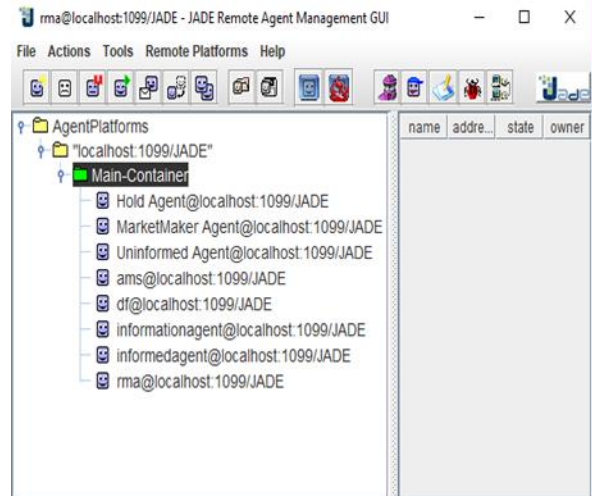 rma@localhost:1099/JADE - JADE Remote Agent Management GUI
File Actions Tools Remote Platforms Help
Jade
AgentPlatforms
"localhost:1099/JADE"
Main-Container
Hold Agent@localhost:1099/JADE
MarketMaker Agent@localhost:1099/JADE
Uninformed Agent@localhost:1099/JADE
ams@localhost:1099/JADE
df@localhost:1099/JADE
informationagent@localhost:1099/JADE
informedagent@localhost:1099/JADE
rma@localhost:1099/JADE
name addre... state owner